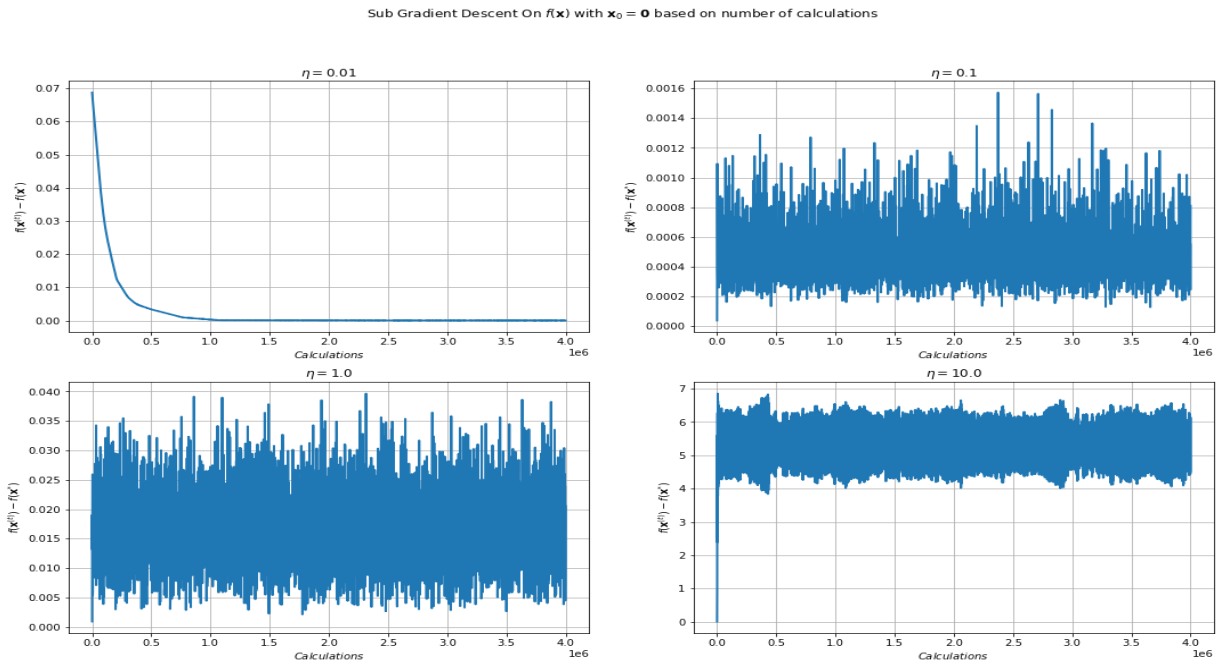 Sub Gradient Descent On f(x) with x₀ = 0 based on number of calculations
η = 0.01
0.07
0.06
0.05
0.04
0.03
0.02
0.01
0.00
f(x⁽ᵗ⁾) − f(x*)
0.0 0.5 1.0 1.5 2.0 2.5 3.0 3.5 4.0
1e6
Calculations
η = 0.1
0.0016
0.0014
0.0012
0.0010
0.0008
0.0006
0.0004
0.0002
0.0000
f(x⁽ᵗ⁾) − f(x*)
0.0 0.5 1.0 1.5 2.0 2.5 3.0 3.5 4.0
1e6
Calculations
η = 1.0
0.040
0.035
0.030
0.025
0.020
0.015
0.010
0.005
0.000
f(x⁽ᵗ⁾) − f(x*)
0.0 0.5 1.0 1.5 2.0 2.5 3.0 3.5 4.0
1e6
Calculations
η = 10.0
7
6
5
4
3
2
1
0
f(x⁽ᵗ⁾) − f(x*)
0.0 0.5 1.0 1.5 2.0 2.5 3.0 3.5 4.0
1e6
Calculations